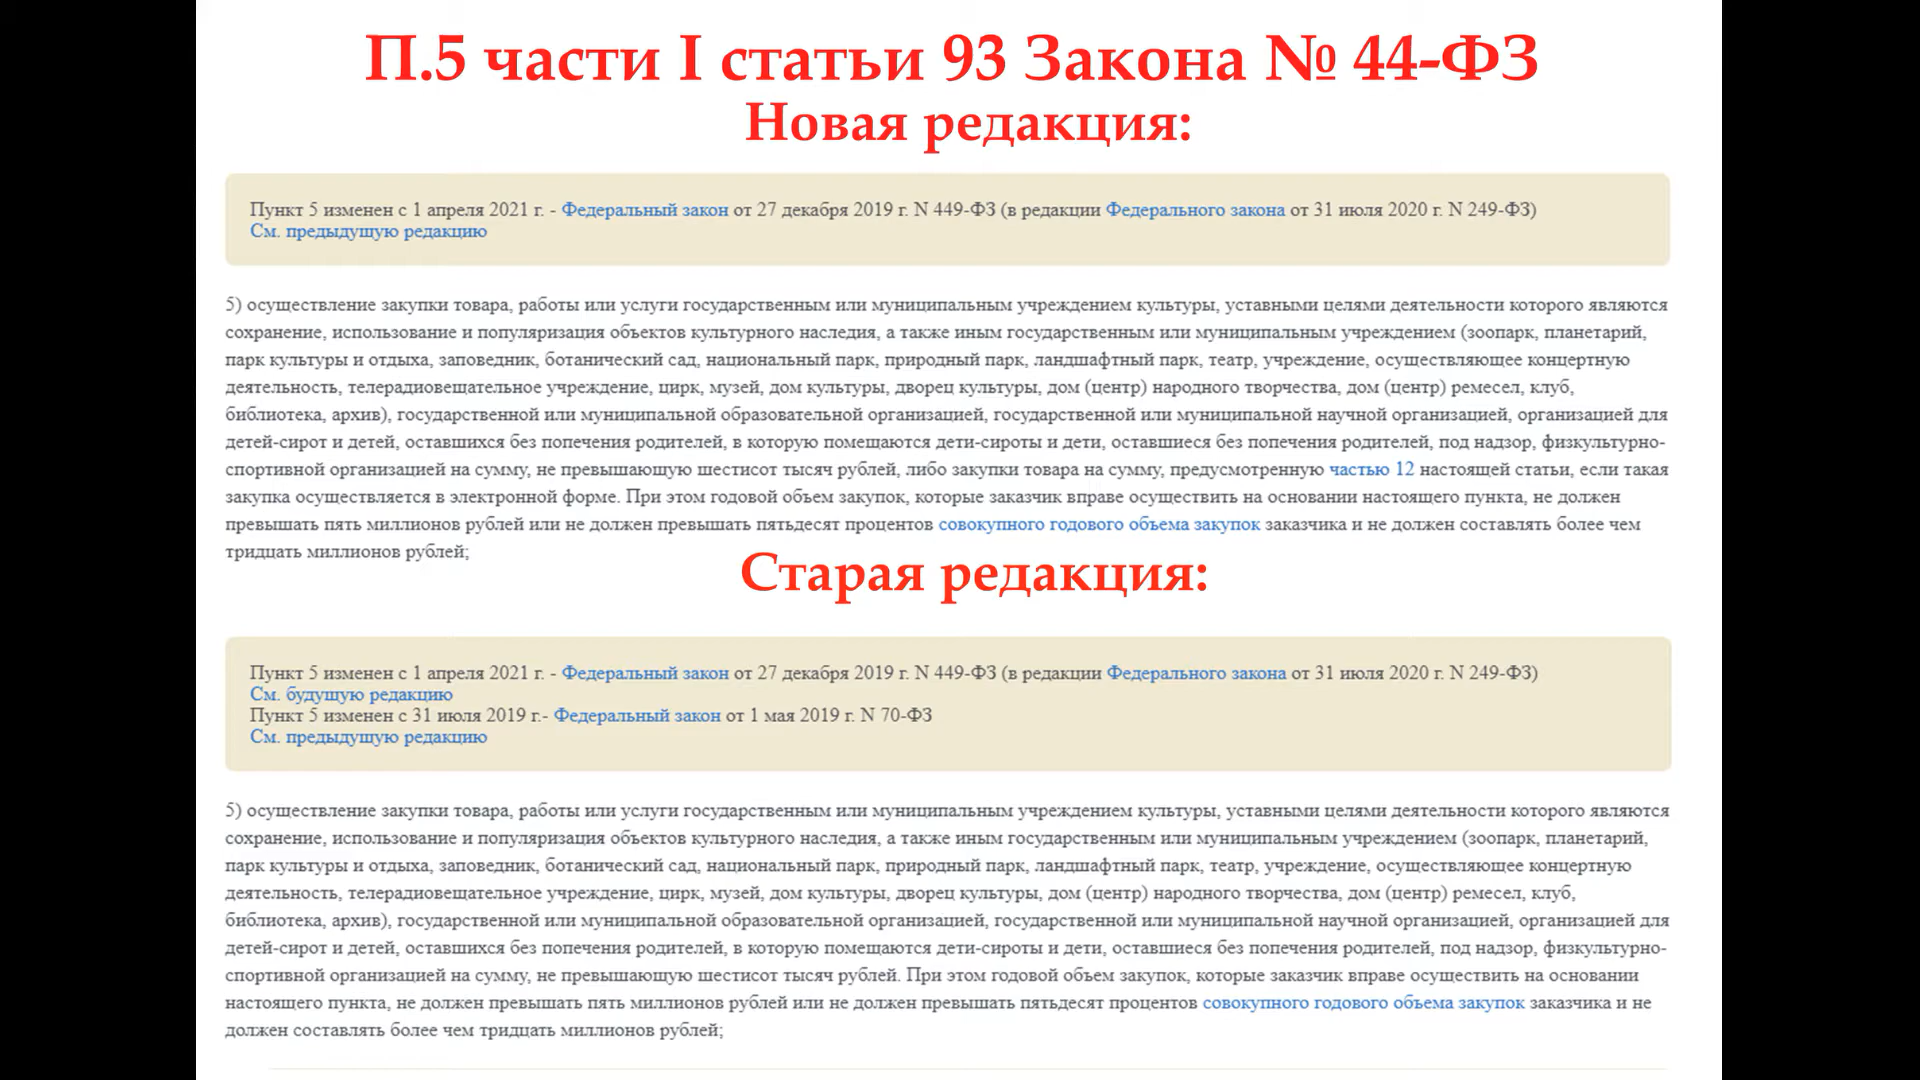 П.5 части I статьи 93 Закона № 44-ФЗ
Новая редакция:
Пункт 5 изменен с 1 апреля 2021 г. - Федеральный закон от 27 декабря 2019 г. N 449-ФЗ (в редакции Федерального закона от 31 июля 2020 г. N 249-ФЗ)
См. предыдущую редакцию
5) осуществление закупки товара, работы или услуги государственным или муниципальным учреждением культуры, уставными целями деятельности которого являются
сохранение, использование и популяризация объектов культурного наследия, а также иным государственным или муниципальным учреждением (зоопарк, планетарий,
парк культуры и отдыха, заповедник, ботанический сад, национальный парк, природный парк, ландшафтный парк, театр, учреждение, осуществляющее концертную
деятельность, телерадиовещательное учреждение, цирк, музей, дом культуры, дворец культуры, дом (центр) народного творчества, дом (центр) ремесел, клуб,
библиотека, архив), государственной или муниципальной образовательной организацией, государственной или муниципальной научной организацией, организацией для
детей-сирот и детей, оставшихся без попечения родителей, в которую помещаются дети-сироты и дети, оставшиеся без попечения родителей, под надзор, физкультурно-
спортивной организацией на сумму, не превышающую шестисот тысяч рублей, либо закупки товара на сумму, предусмотренную частью 12 настоящей статьи, если такая
закупка осуществляется в электронной форме. При этом годовой объем закупок, которые заказчик вправе осуществить на основании настоящего пункта, не должен
превышать пять миллионов рублей или не должен превышать пятьдесят процентов совокупного годового объема закупок заказчика и не должен составлять более чем
тридцать миллионов рублей;
Старая редакция:
Пункт 5 изменен с 1 апреля 2021 г. - Федеральный закон от 27 декабря 2019 г. N 449-ФЗ (в редакции Федерального закона от 31 июля 2020 г. N 249-ФЗ)
См. будущую редакцию
Пункт 5 изменен с 31 июля 2019 г.- Федеральный закон от 1 мая 2019 г. N 70-ФЗ
См. предыдущую редакцию
5) осуществление закупки товара, работы или услуги государственным или муниципальным учреждением культуры, уставными целями деятельности которого являются
сохранение, использование и популяризация объектов культурного наследия, а также иным государственным или муниципальным учреждением (зоопарк, планетарий,
парк культуры и отдыха, заповедник, ботанический сад, национальный парк, природный парк, ландшафтный парк, театр, учреждение, осуществляющее концертную
деятельность, телерадиовещательное учреждение, цирк, музей, дом культуры, дворец культуры, дом (центр) народного творчества, дом (центр) ремесел, клуб,
библиотека, архив), государственной или муниципальной образовательной организацией, государственной или муниципальной научной организацией, организацией для
детей-сирот и детей, оставшихся без попечения родителей, в которую помещаются дети-сироты и дети, оставшиеся без попечения родителей, под надзор, физкультурно-
спортивной организацией на сумму, не превышающую шестисот тысяч рублей. При этом годовой объем закупок, которые заказчик вправе осуществить на основании
настоящего пункта, не должен превышать пять миллионов рублей или не должен превышать пятьдесят процентов совокупного годового объема закупок заказчика и не
должен составлять более чем тридцать миллионов рублей;